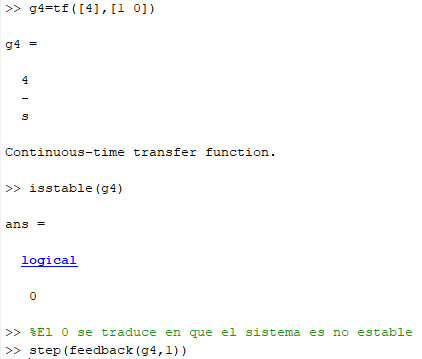 >> g4=tf([4],[1 0])
g4 =
4
-
s
Continuous-time transfer function.
>> isstable(g4)
ans =
logical
0
>> %El 0 se traduce en que el sistema es no estable
>> step(feedback(g4,1))